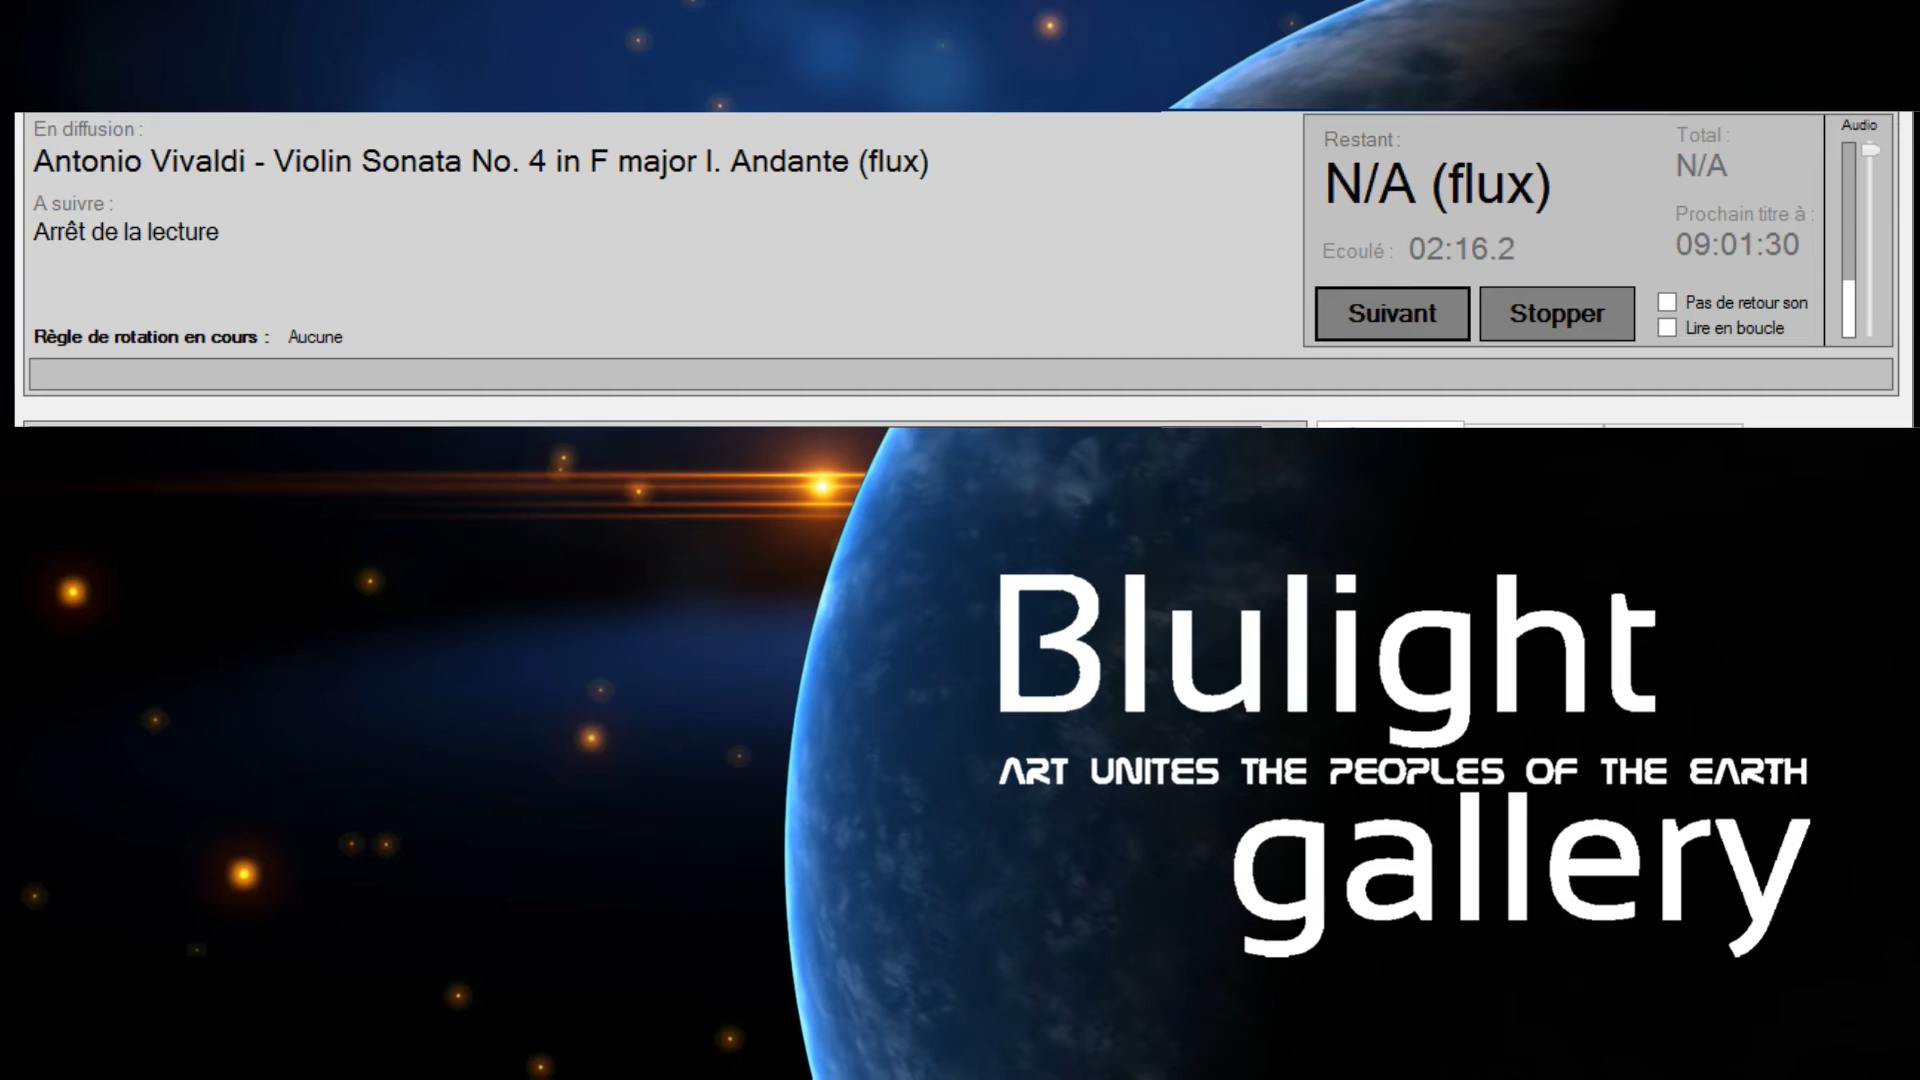 En diffusion :
Antonio Vivaldi - Violin Sonata No. 4 in F major I. Andante (flux)
A suivre :
Arrêt de la lecture
Règle de rotation en cours : Aucune
Restant :
N/A (flux)
Ecoulé : 02:16.2
Total :
N/A
Prochain titre à :
09:01:30
Suivant
Stopper
Pas de retour son
Lire en boucle
Audio
Blulight
ART UNITES THE PEOPLES OF THE EARTH
gallery